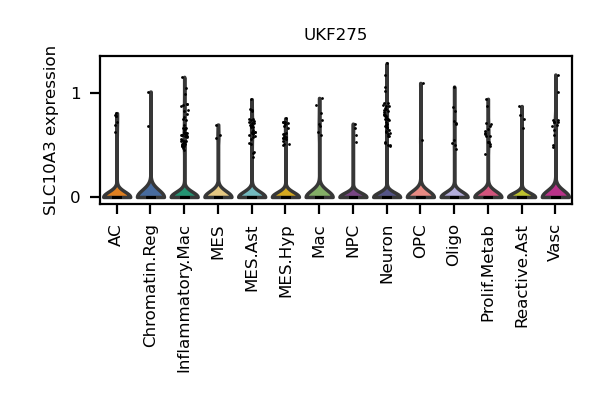 UKF275
SLC10A3 expression
1
0
AC
Chromatin.Reg
Inflammatory.Mac
MES
MES.Ast
MES.Hyp
Mac
NPC
Neuron
OPC
Oligo
Prolif.Metab
Reactive.Ast
Vasc